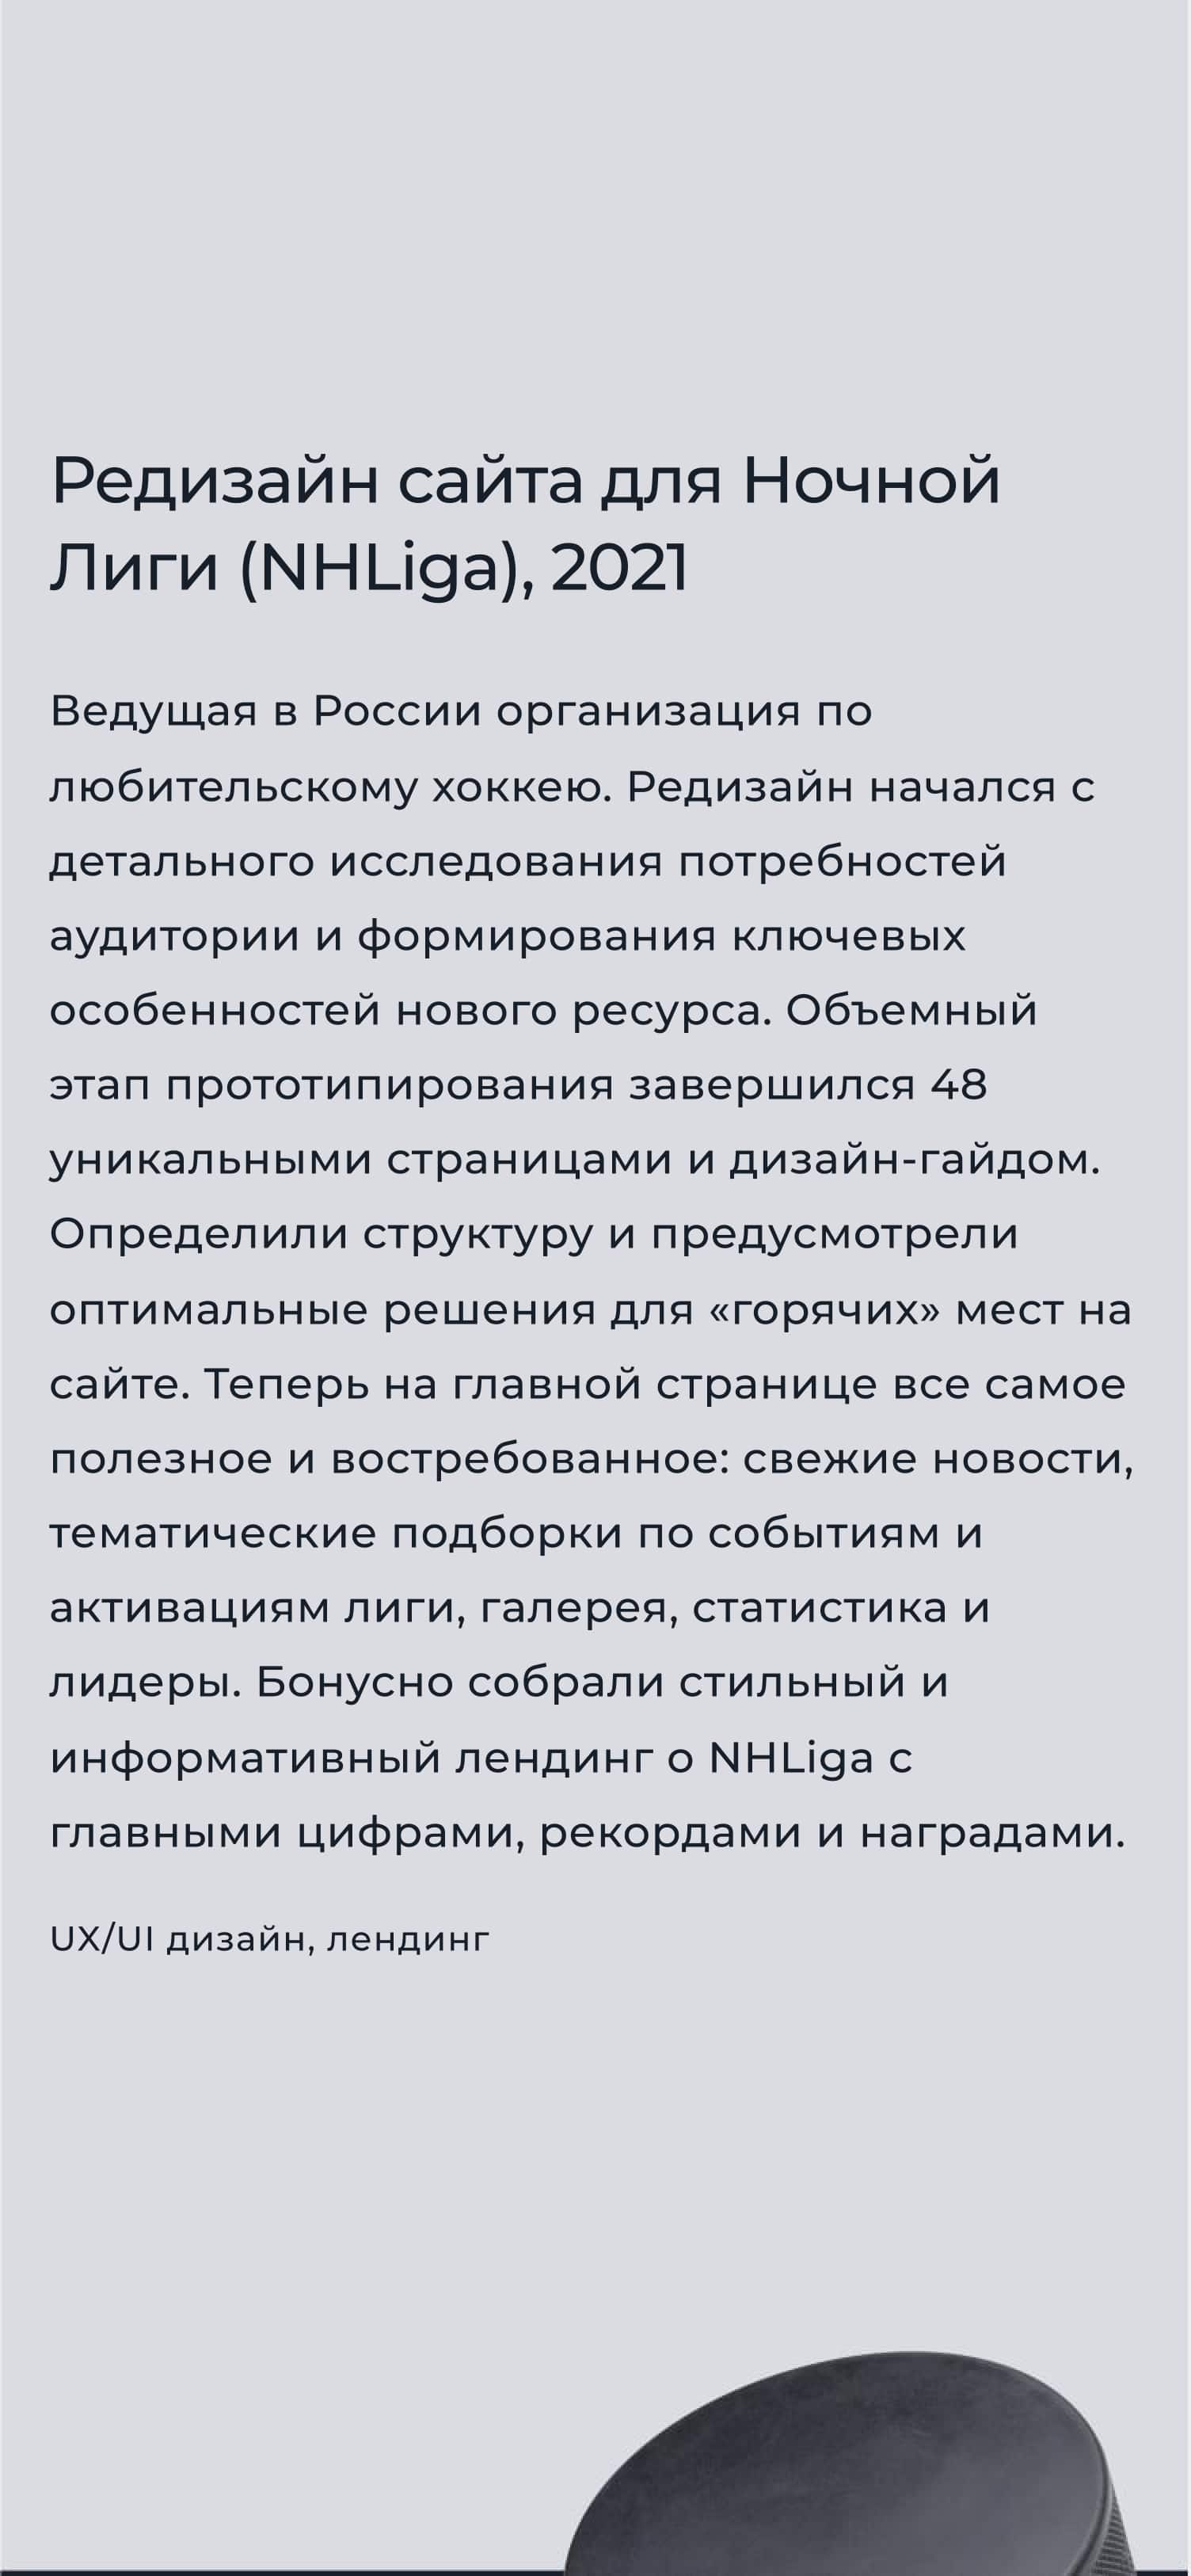 Редизайн сайта для Ночной
Лиги (NHLiga), 2021
Ведущая в России организация по
любительскому хоккею. Редизайн начался с
детального исследования потребностей
аудитории и формирования ключевых
особенностей нового ресурса. Объемный
этап прототипирования завершился 48
уникальными страницами и дизайн-гайдом.
Определили структуру и предусмотрели
оптимальные решения для «горячих» мест на
сайте. Теперь на главной странице все самое
полезное и востребованное: свежие новости,
тематические подборки по событиям и
активациям лиги, галерея, статистика и
лидеры. Бонусно собрали стильный и
информативный лендинг о NHLiga с
главными цифрами, рекордами и наградами.
UX/UI дизайн, лендинг